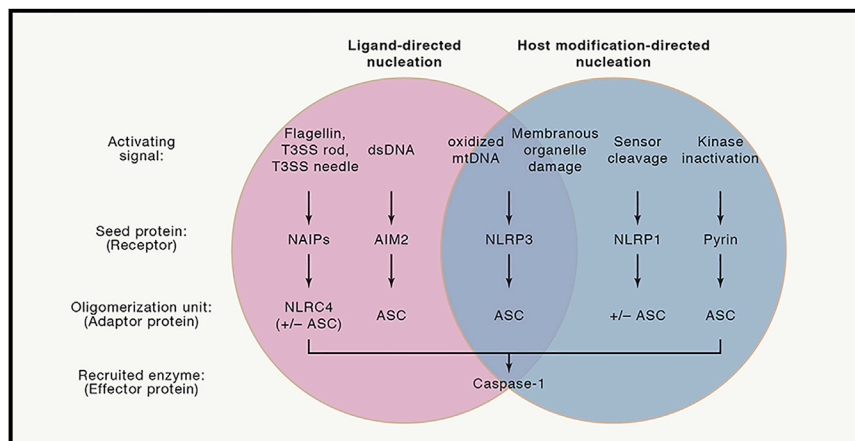 Ligand-directed
nucleation
Host modification-directed
nucleation
Activating
signal:
Flagellin,
T3SS rod,
T3SS needle
dsDNA
oxidized
mtDNA
Membranous
organelle
damage
Sensor
cleavage
Kinase
inactivation
Seed protein:
(Receptor)
NAIPs
AIM2
NLRP3
NLRP1
Pyrin
Oligomerization unit:
(Adaptor protein)
NLRC4
(+/− ASC)
ASC
ASC
+/− ASC
ASC
Recruited enzyme:
(Effector protein)
Caspase-1